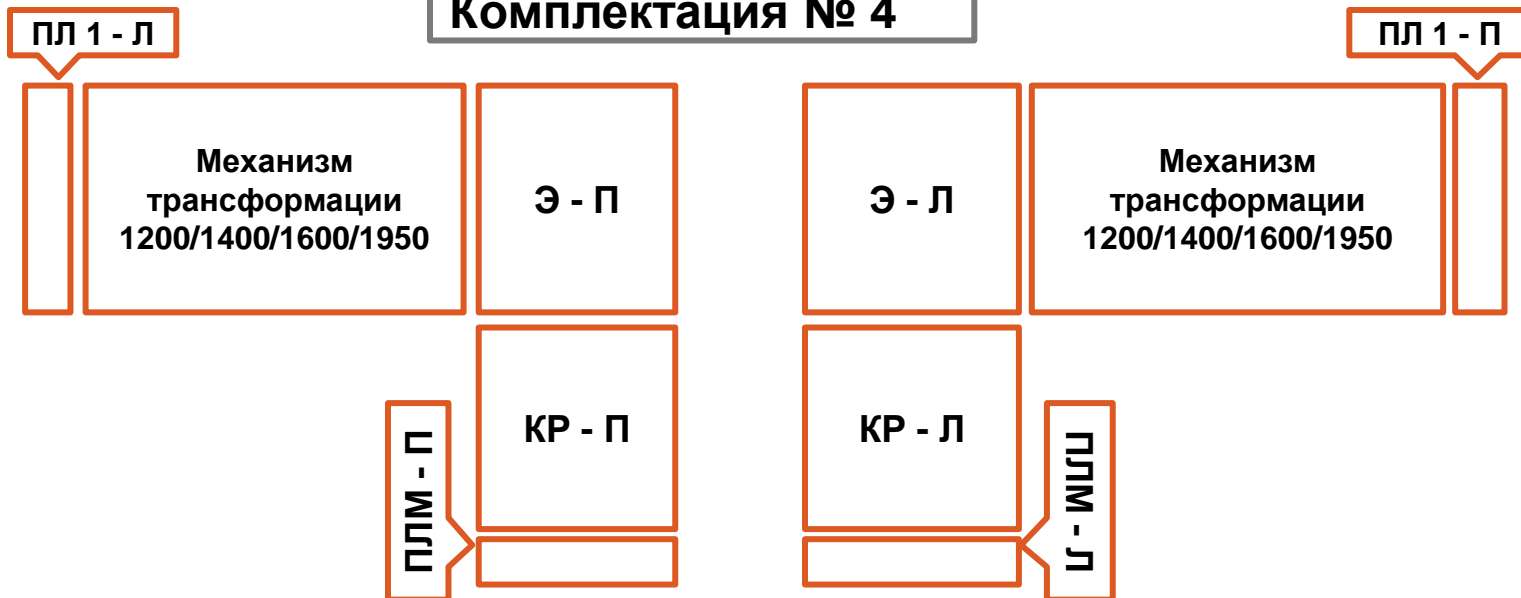 Комплектация № 4
ПЛ 1 - Л
ПЛ 1 - П
Механизм
трансформации
1200/1400/1600/1950
Э - П
Э - Л
Механизм
трансформации
1200/1400/1600/1950
КР - П
КР - Л
ПЛМ - П
ПЛМ - Л